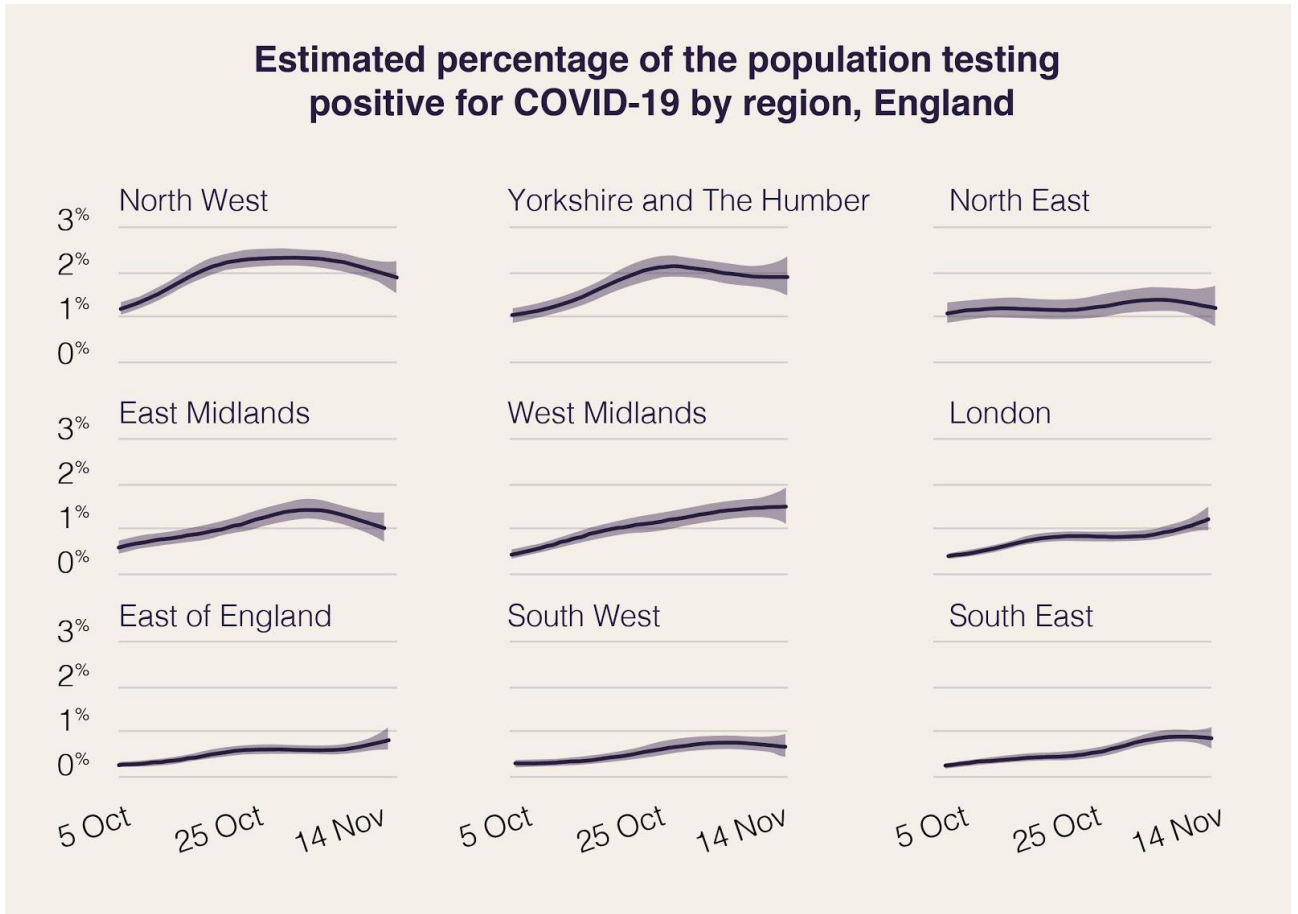 Estimated percentage of the population testing
positive for COVID-19 by region, England
North West
Yorkshire and The Humber
North East
3%
2%
1%
0%
East Midlands
West Midlands
London
3%
2%
1%
0%
East of England
South West
South East
3%
2%
1%
0%
5 Oct
25 Oct
14 Nov
5 Oct
25 Oct
14 Nov
5 Oct
25 Oct
14 Nov